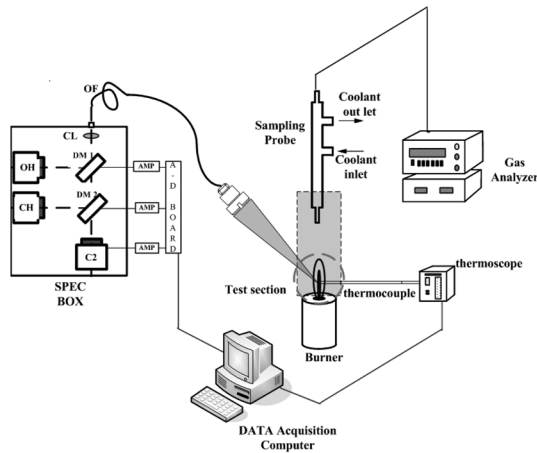 OF
CL
DM 1
OH
AMP
DM 2
CH
AMP
C2
AMP
A-D BOARD
SPEC
BOX
Sampling
Probe
Coolant
out let
Coolant
inlet
Gas
Analyzer
Test section
thermocouple
thermoscope
Burner
DATA Acquisition
Computer